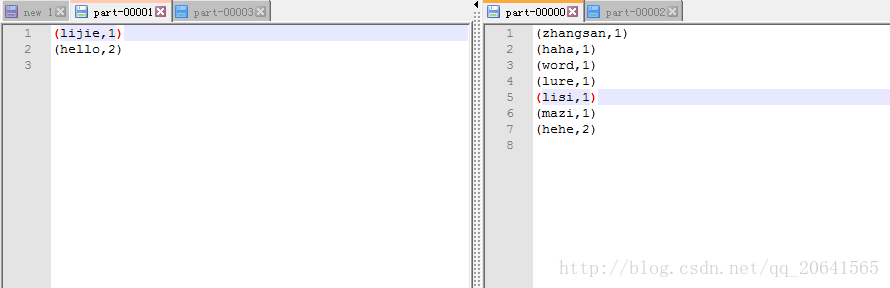 new 1
part-00001
part-00003
1 (lijie,1)
2 (hello,2)
3
part-00000
part-00002
1 (zhangsan,1)
2 (haha,1)
3 (word,1)
4 (lure,1)
5 (lisi,1)
6 (mazi,1)
7 (hehe,2)
8
http://blog.csdn.net/qq_20641565